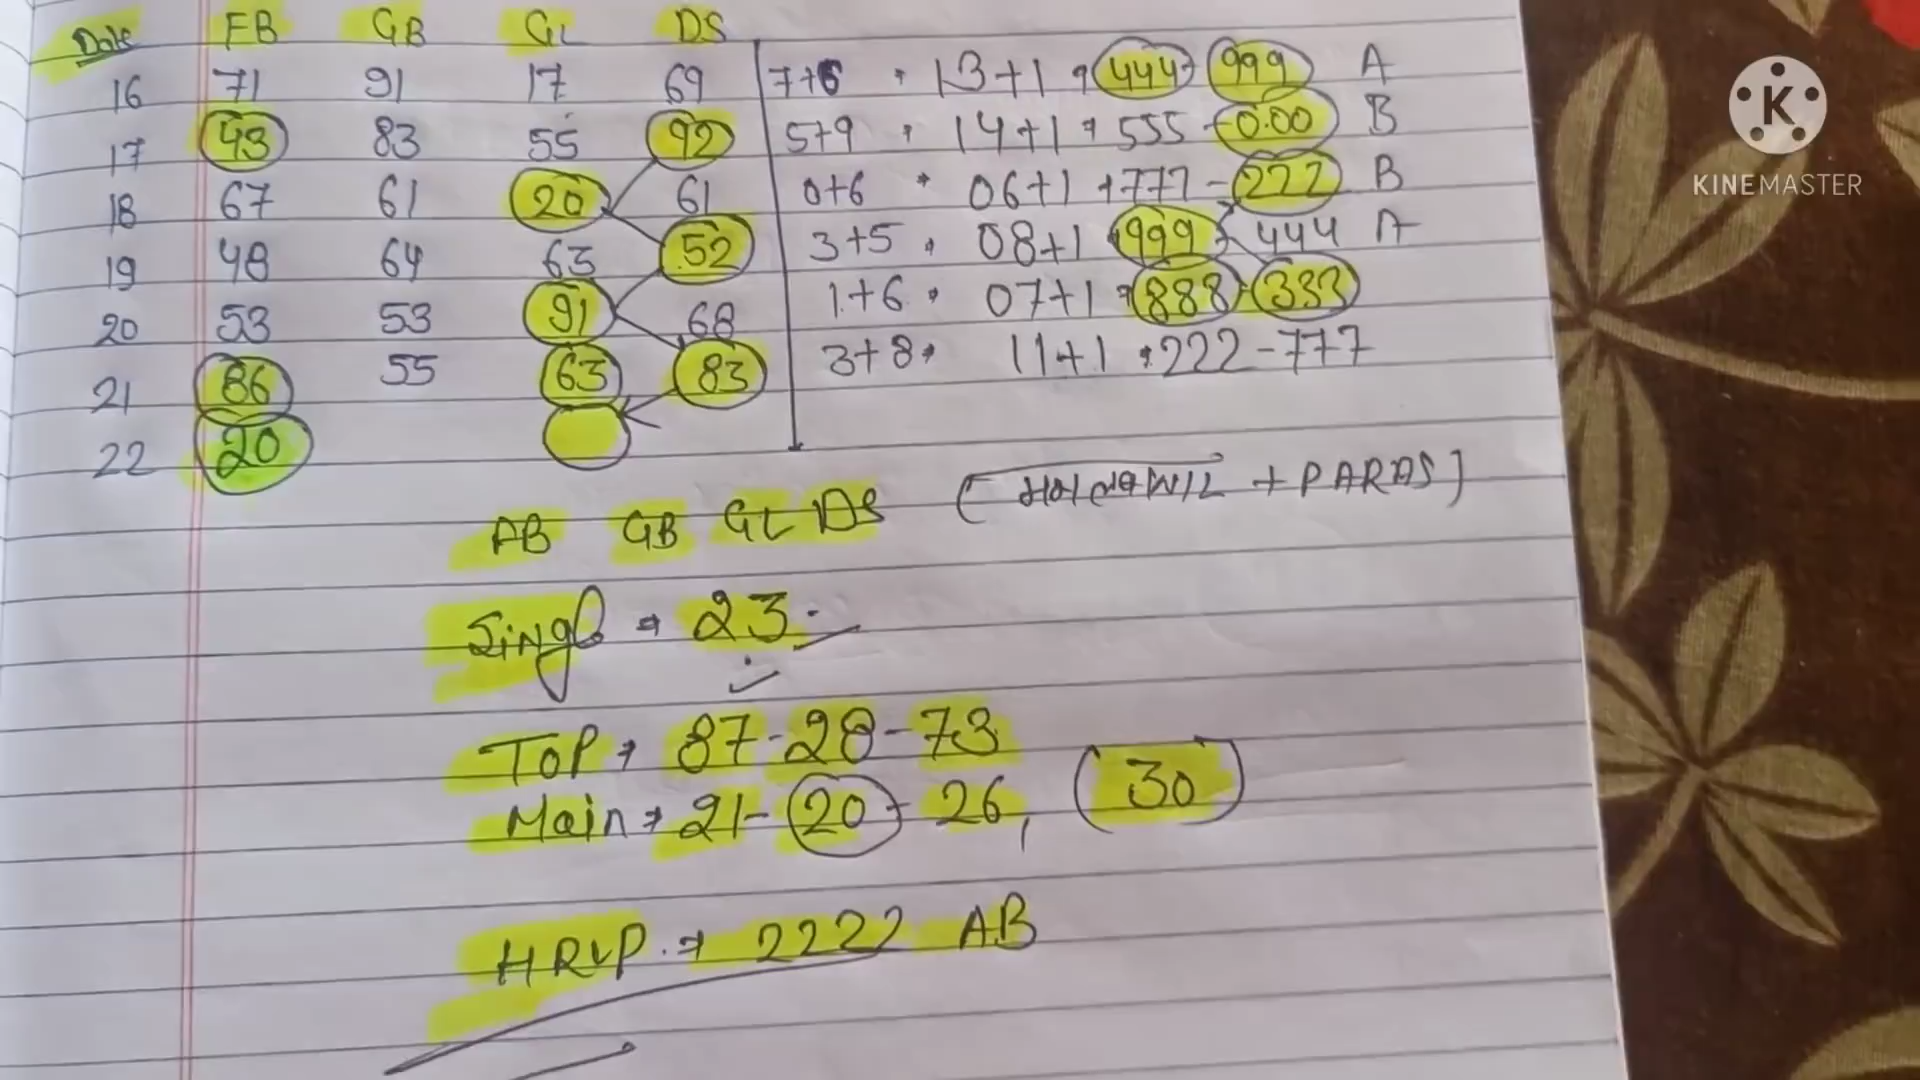 Date FB GB GL DS
16 71 91 17 69 7+6 13+1 444 999 A
17 43 83 55 92 5+9 14+1 555 - 000 B
18 67 61 20 61 0+6 06+1 777 - 222 B
19 48 64 63 52 3+5 08+1 999 444 A
20 53 53 91 68 1+6 07+1 888 - 333
21 86 55 63 83 3+8 11+1 222-777
22 20
AB GB GL DS + PARAS
Single 23
TOP 87-28-73
Main 21-20-26, (30)
2222 AB
K
KINEMASTER